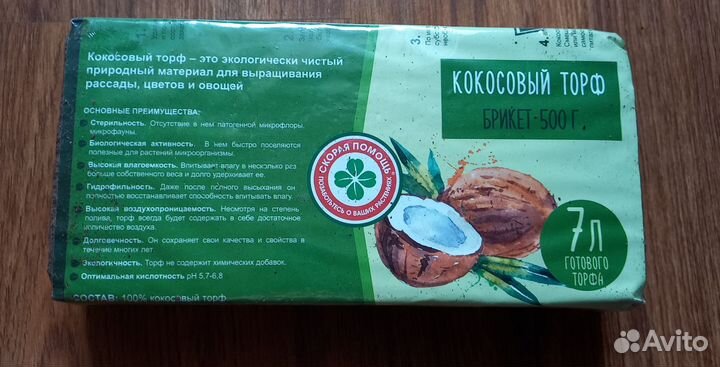 Кокосовый торф – это экологически чистый
природный материал для выращивания
рассады, цветов и овощей
ОСНОВНЫЕ ПРЕИМУЩЕСТВА:
Стерильность. Отсутствие в нем патогенной микрофлоры,
микрофауны.
Биологическая активность. В нем быстро поселяются
полезные для растений микроорганизмы.
Высокая влагоемкость. Впитывает влагу в несколько раз
больше собственного веса и долго удерживает ее.
Гидрофильность. Даже после полного высыхания он
полностью восстанавливает способность впитывать влагу.
Высокая воздухопроницаемость. Несмотря на степень
полива, торф всегда будет содержать в себе достаточное
количество воздуха.
Долговечность. Он сохраняет свои качества и свойства в
течение многих лет.
Экологичность. Торф не содержит химических добавок.
Оптимальная кислотность pH 5,7-6,8
СОСТАВ: 100% кокосовый торф
СКОРАЯ ПОМОЩЬ
ПОЗАБОТЬТЕСЬ О ВАШИХ РАСТЕНИЯХ
3.
4.
КОКОСОВЫЙ ТОРФ
БРИКЕТ-500 Г.
7 Л
ГОТОВОГО
ТОРФА
Avito